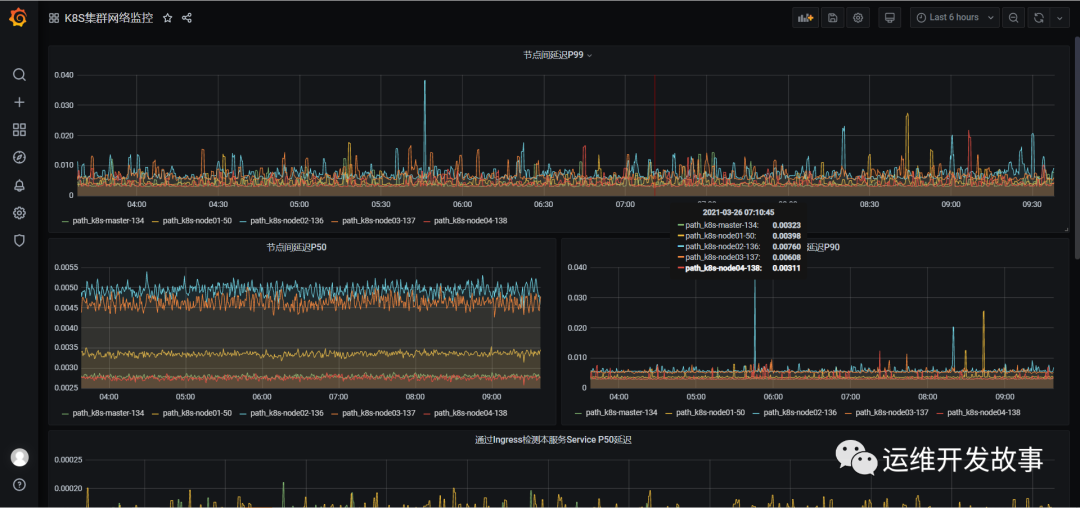 K8S集群网络监控
Last 6 hours
节点间延迟P99
0.040
0.030
0.020
0.010
0
04:00 04:30 05:00 05:30 06:00 06:30 07:00 08:30 09:00 09:30
path_k8s-master-134 path_k8s-node01-50 path_k8s-node02-136 path_k8s-node03-137 path_k8s-node04-138
2021-03-26 07:10:45
path_k8s-master-134: 0.00323
path_k8s-node01-50: 0.00398
path_k8s-node02-136: 0.00760
path_k8s-node03-137: 0.00608
path_k8s-node04-138: 0.00311
节点间延迟P50
0.0055
0.0050
0.0045
0.0040
0.0035
0.0030
0.0025
04:00 05:00 06:00 07:00 08:00 09:00
path_k8s-master-134 path_k8s-node01-50 path_k8s-node02-136 path_k8s-node03-137 path_k8s-node04-138
延迟P90
0.040
0.030
0.020
0.010
0
04:00 05:00 06:00 07:00 08:00 09:00
path_k8s-master-134 path_k8s-node01-50 path_k8s-node02-136 path_k8s-node03-137 path_k8s-node04-138
通过Ingress检测本服务Service P50延迟
0.00025
0.00020
运维开发故事